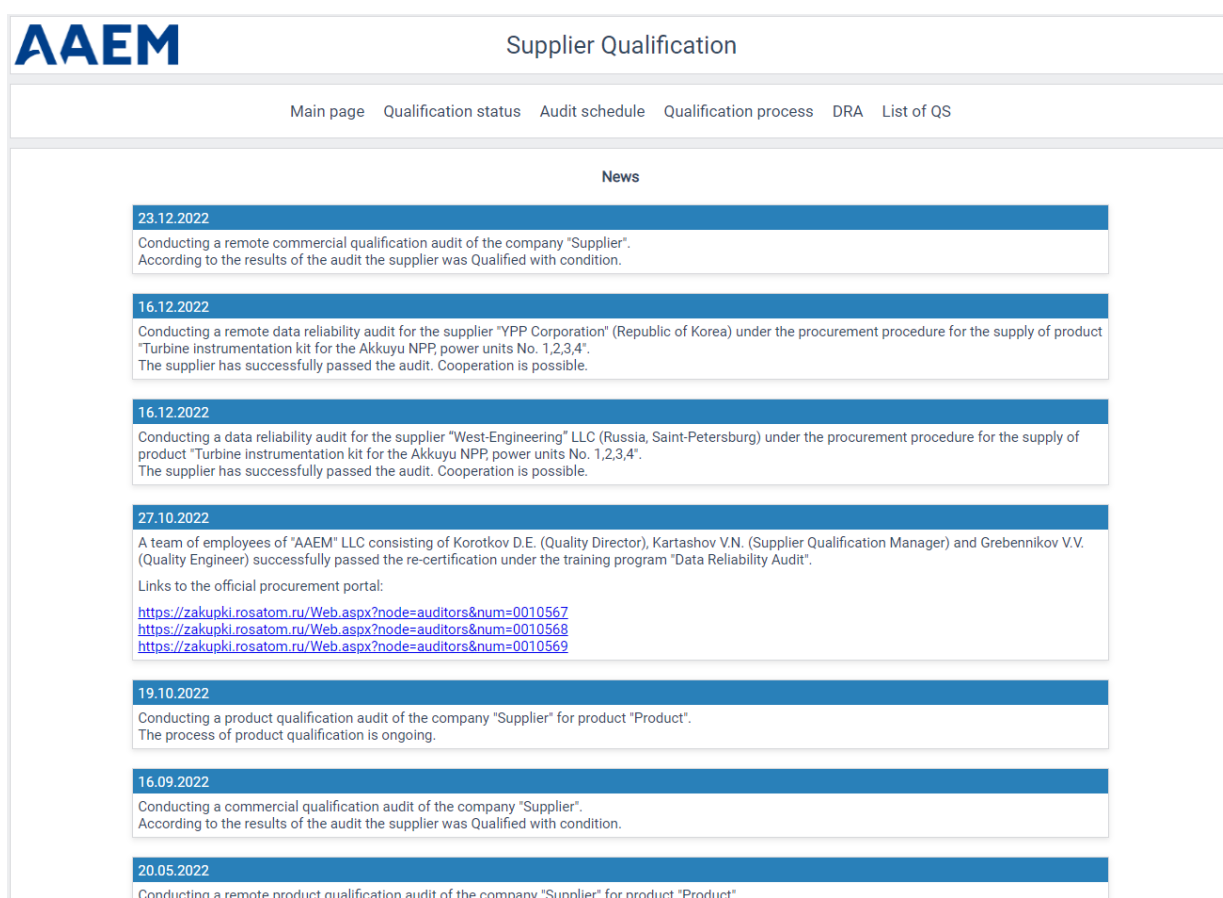 AAEM
Supplier Qualification
Main page Qualification status Audit schedule Qualification process DRA List of QS
News
23.12.2022
Conducting a remote commercial qualification audit of the company "Supplier".
According to the results of the audit the supplier was Qualified with condition.
16.12.2022
Conducting a remote data reliability audit for the supplier "YPP Corporation" (Republic of Korea) under the procurement procedure for the supply of product
"Turbine instrumentation kit for the Akkuyu NPP, power units No. 1,2,3,4".
The supplier has successfully passed the audit. Cooperation is possible.
16.12.2022
Conducting a data reliability audit for the supplier “West-Engineering” LLC (Russia, Saint-Petersburg) under the procurement procedure for the supply of
product "Turbine instrumentation kit for the Akkuyu NPP, power units No. 1,2,3,4".
The supplier has successfully passed the audit. Cooperation is possible.
27.10.2022
A team of employees of "AAEM" LLC consisting of Korotkov D.E. (Quality Director), Kartashov V.N. (Supplier Qualification Manager) and Grebennikov V.V.
(Quality Engineer) successfully passed the re-certification under the training program "Data Reliability Audit".
Links to the official procurement portal:
https://zakupki.rosatom.ru/Web.aspx?node=auditors&num=0010567
https://zakupki.rosatom.ru/Web.aspx?node=auditors&num=0010568
https://zakupki.rosatom.ru/Web.aspx?node=auditors&num=0010569
19.10.2022
Conducting a product qualification audit of the company "Supplier" for product "Product".
The process of product qualification is ongoing.
16.09.2022
Conducting a commercial qualification audit of the company "Supplier".
According to the results of the audit the supplier was Qualified with condition.
20.05.2022
Conducting a remote product qualification audit of the company "Supplier" for product "Product"